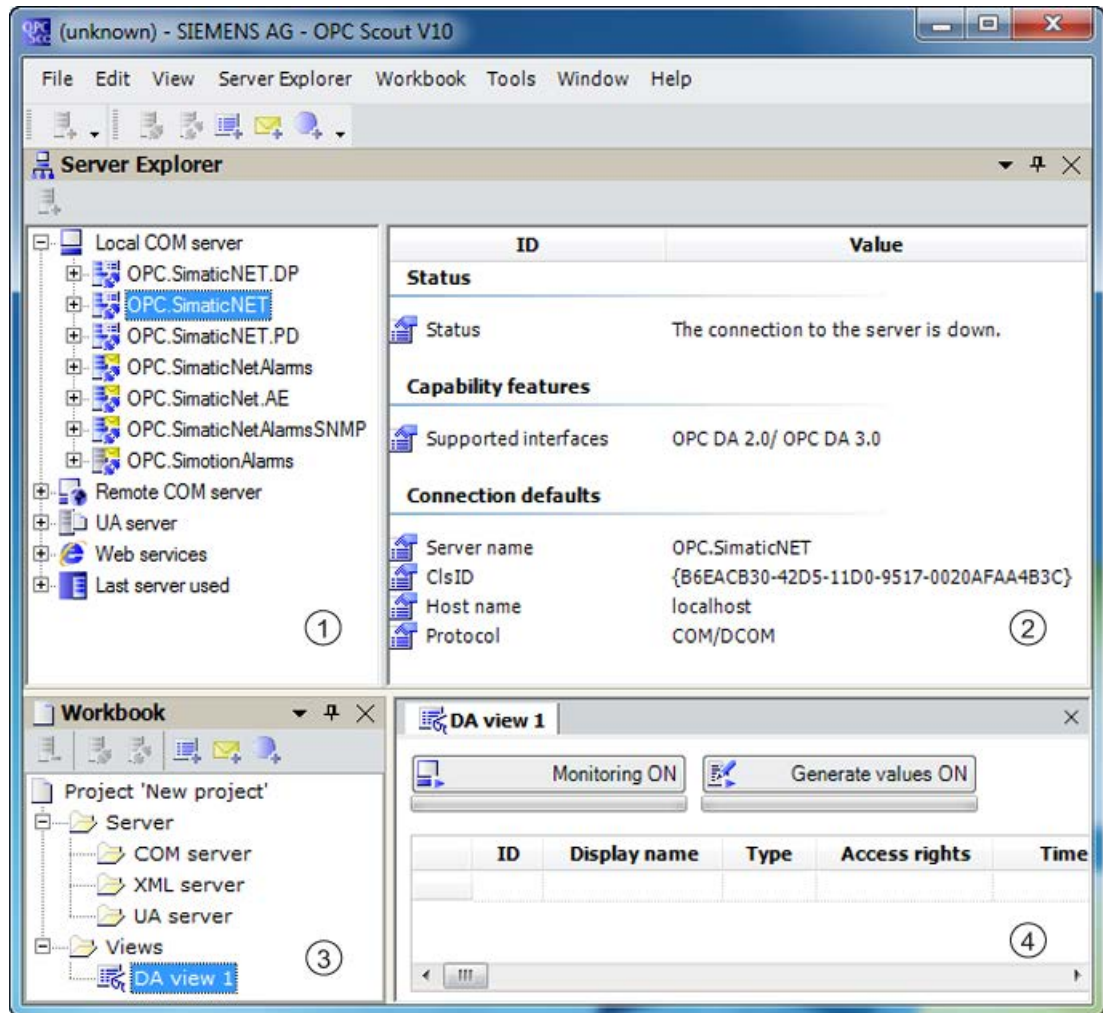 (unknown) - SIEMENS AG - OPC Scout V10
File Edit View Server Explorer Workbook Tools Window Help
Server Explorer
Local COM server
OPC.SimaticNET.DP
OPC.SimaticNET
OPC.SimaticNET.PD
OPC.SimaticNetAlarms
OPC.SimaticNet.AE
OPC.SimaticNetAlarmsSNMP
OPC.SimotionAlarms
Remote COM server
UA server
Web services
Last server used
1
ID Value
Status
Status The connection to the server is down.
Capability features
Supported interfaces OPC DA 2.0/ OPC DA 3.0
Connection defaults
Server name OPC.SimaticNET
ClsID {B6EACB30-42D5-11D0-9517-0020AFAA4B3C}
Host name localhost
Protocol COM/DCOM
2
Workbook
Project 'New project'
Server
COM server
XML server
UA server
Views
DA view 1
3
DA view 1
Monitoring ON Generate values ON
ID Display name Type Access rights Time
4